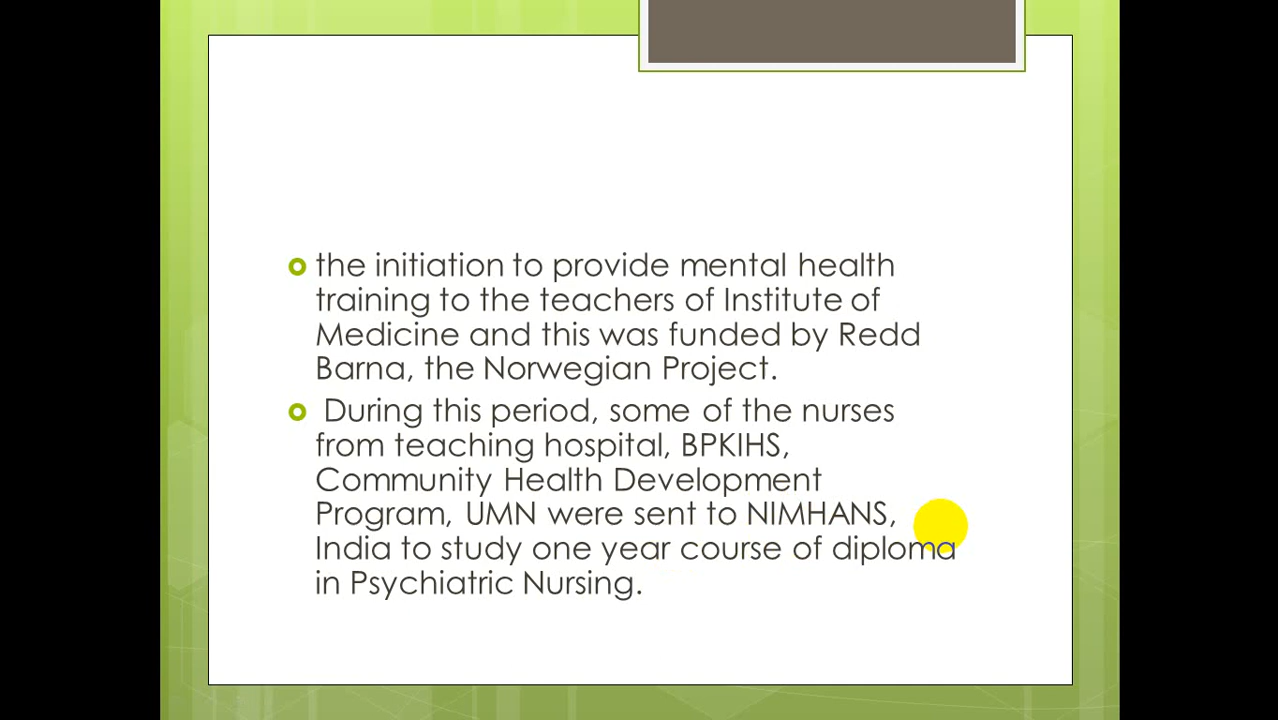 the initiation to provide mental health
training to the teachers of Institute of
Medicine and this was funded by Redd
Barna, the Norwegian Project.
During this period, some of the nurses
from teaching hospital, BPKIHS,
Community Health Development
Program, UMN were sent to NIMHANS,
India to study one year course of diploma
in Psychiatric Nursing.